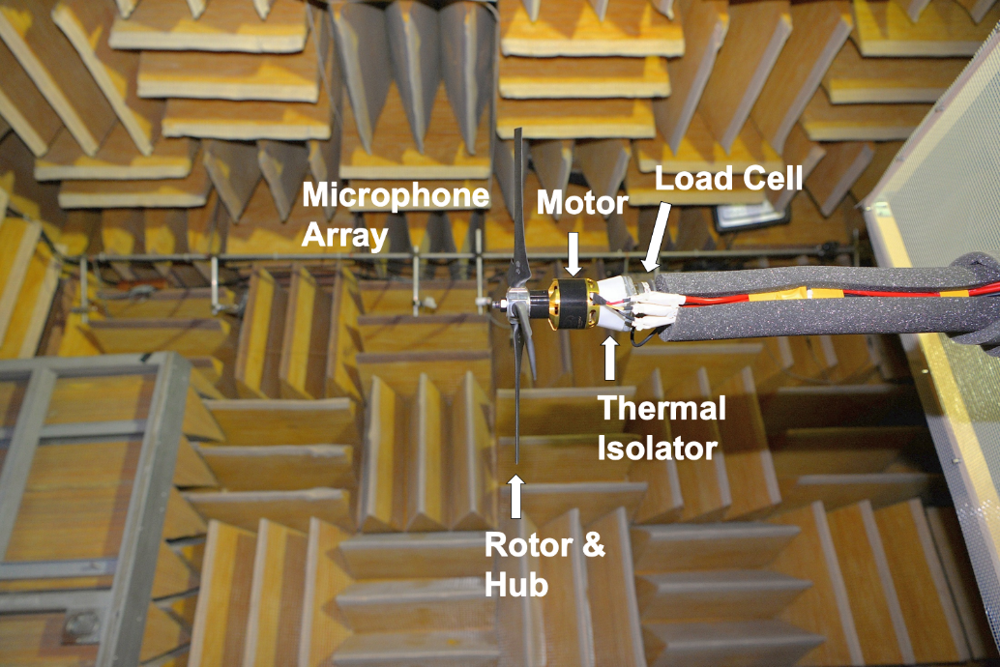 Microphone
Array
Motor
Load Cell
Thermal
Isolator
Rotor &
Hub